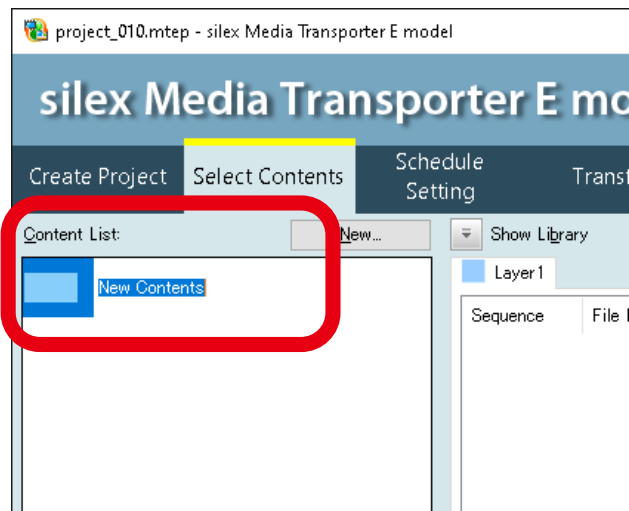 project_010.mtep - silex Media Transporter E model
silex Media Transporter E mo
Create Project
Select Contents
Schedule
Setting
Trans
Content List:
New...
Show Library
New Contents
Layer1
Sequence
File